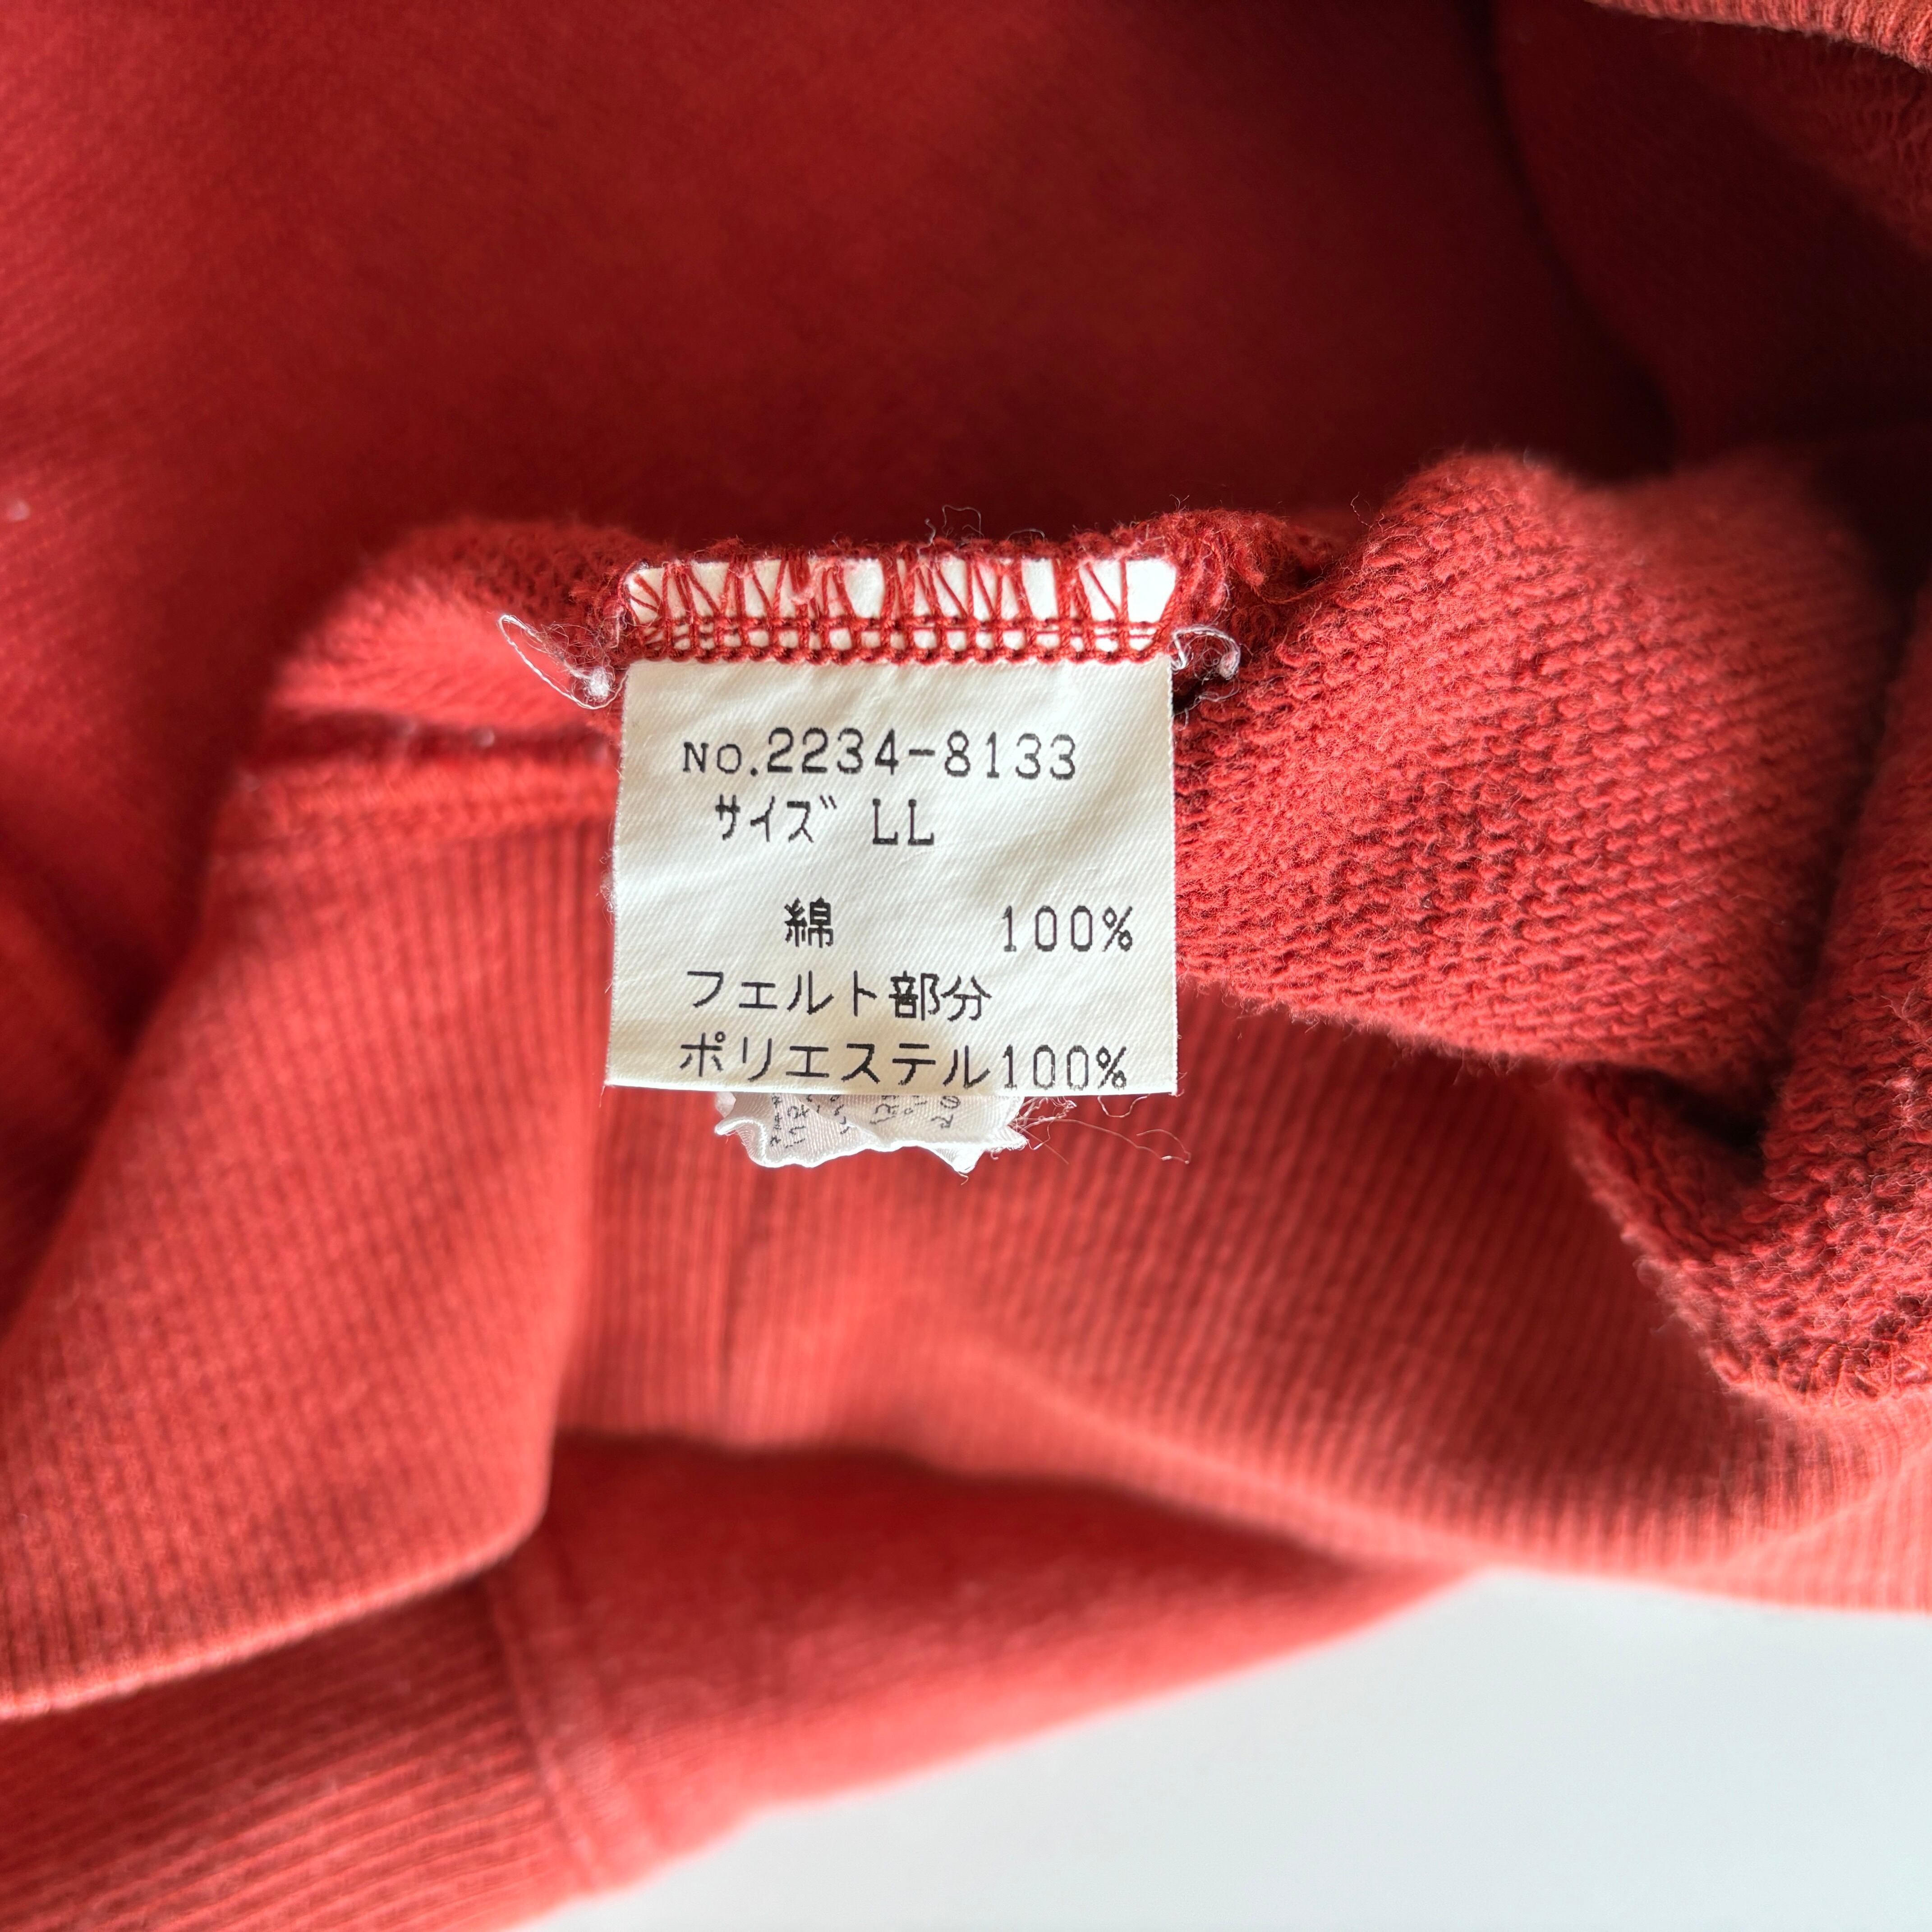 No.2234-8133
サイズ LL
綿 100%
フェルト部分
ポリエステル100%